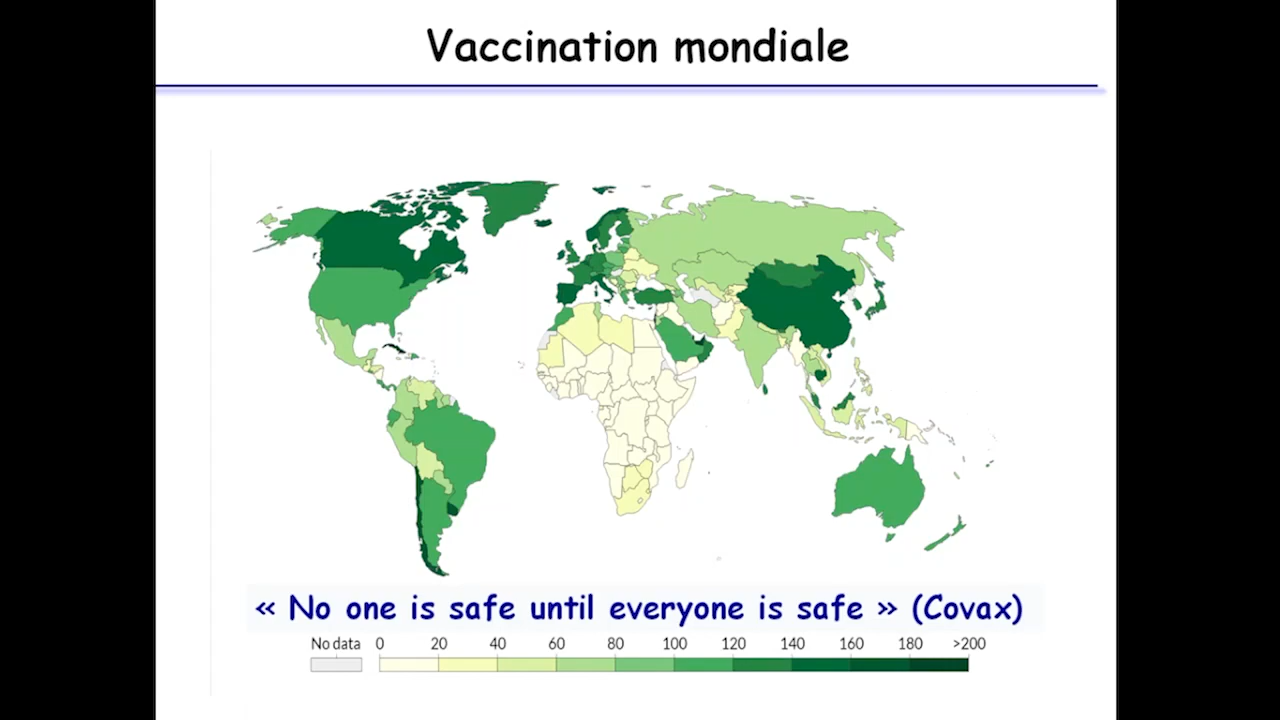 Vaccination mondiale
« No one is safe until everyone is safe » (Covax)
No data 0 20 40 60 80 100 120 140 160 180 >200